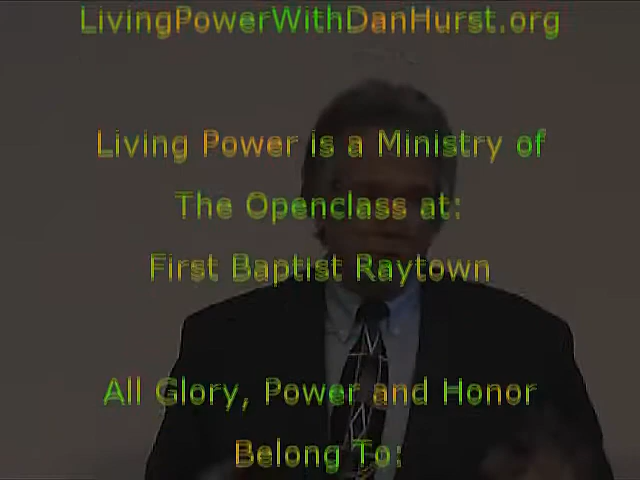 LivingPowerWithDanHurst.org
Living Power is a Ministry of
The Openclass at:
First Baptist Raytown
All Glory, Power and Honor
Belong To: